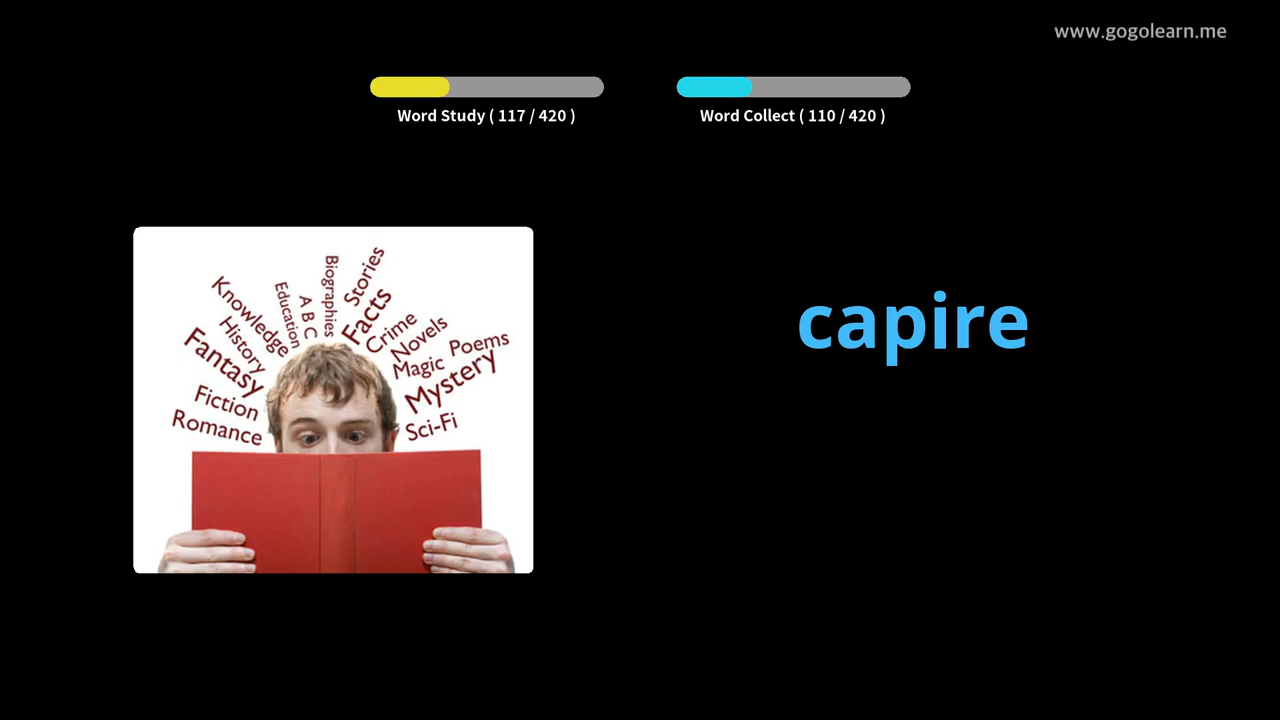 www.gogolearn.me
Word Study ( 117 / 420 )
Word Collect ( 110 / 420 )
capire
Biographies
Stories
Education
A B C
Facts
Knowledge
Crime
History
Novels
Poems
Fantasy
Magic
Mystery
Fiction
Romance
Sci-Fi